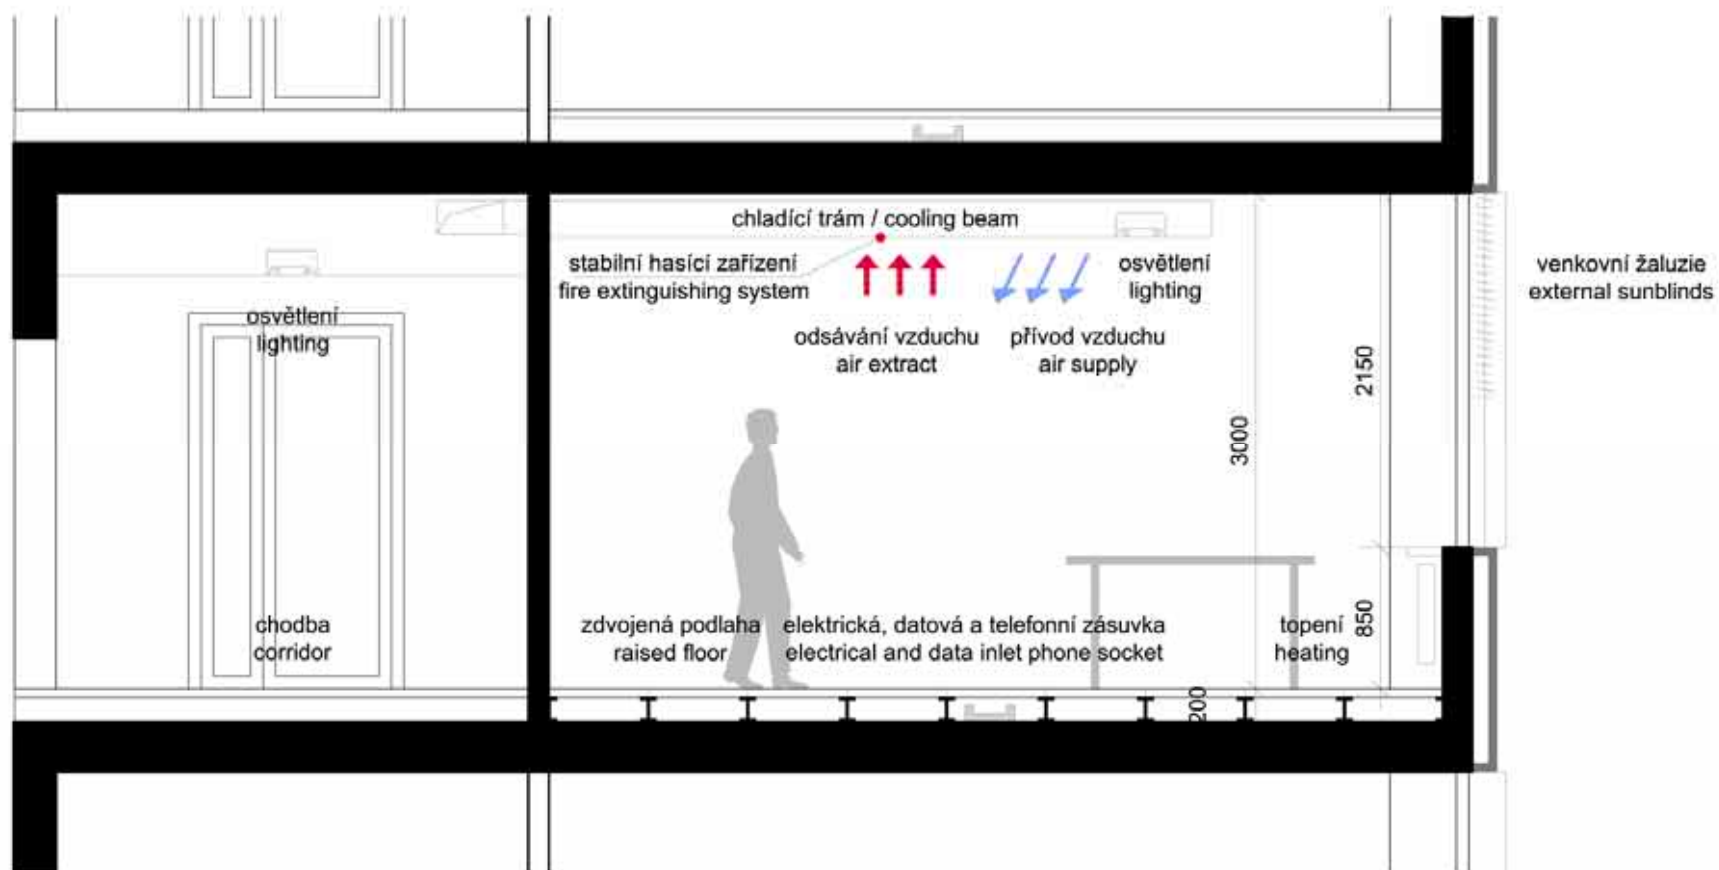 chladící trám / cooling beam
stabilní hasící zařízení
fire extinguishing system
osvětlení
lighting
venkovní žaluzie
external sunblinds
osvětlení
lighting
odsávání vzduchu
air extract
přívod vzduchu
air supply
2150
3000
chodba
corridor
zdvojená podlaha
raised floor
elektrická, datová a telefonní zásuvka
electrical and data inlet phone socket
topení
heating
850
200